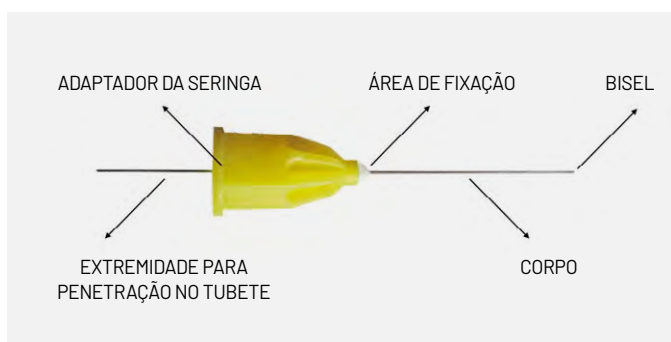 ADAPTADOR DA SERINGA
ÁREA DE FIXAÇÃO
BISEL
EXTREMIDADE PARA
PENETRAÇÃO NO TUBETE
CORPO